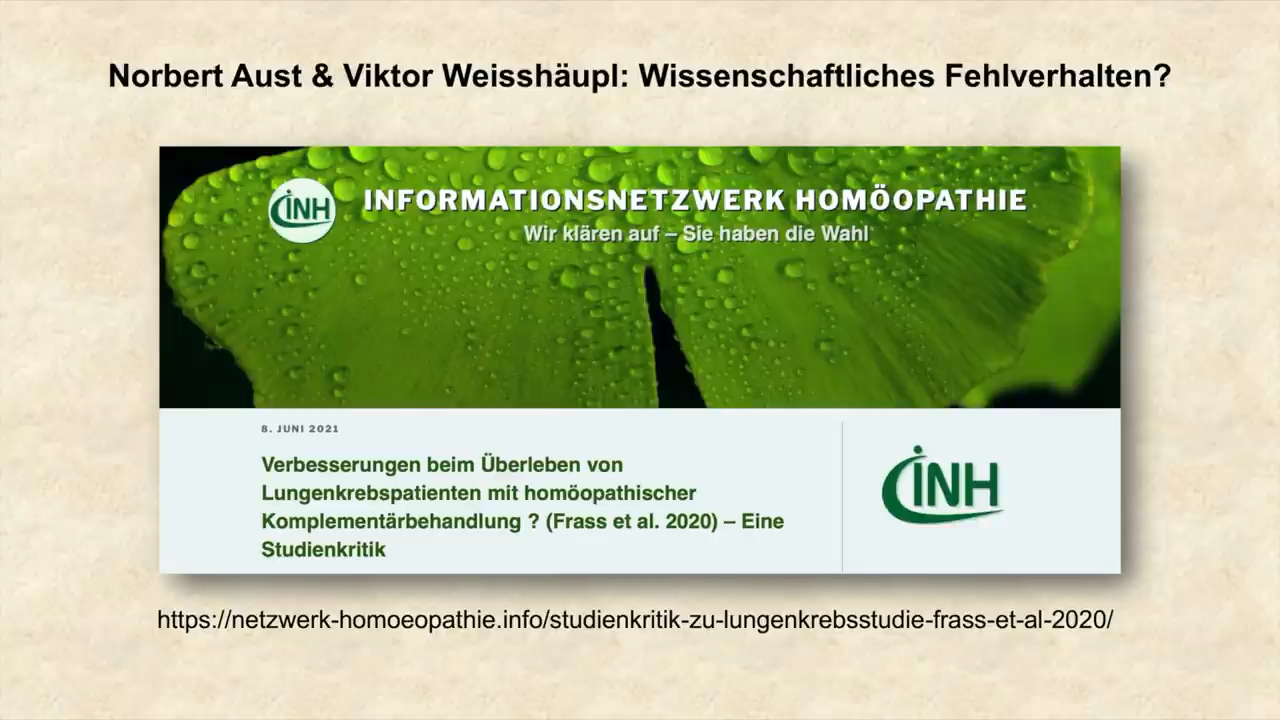 Norbert Aust & Viktor Weisshäupl: Wissenschaftliches Fehlverhalten?
INH
INFORMATIONSNETZWERK HOMÖOPATHIE
Wir klären auf – Sie haben die Wahl
8. JUNI 2021
Verbesserungen beim Überleben von
Lungenkrebspatienten mit homöopathischer
Komplementärbehandlung ? (Frass et al. 2020) – Eine
Studienkritik
INH
https://netzwerk-homoeopathie.info/studienkritik-zu-lungenkrebsstudie-frass-et-al-2020/